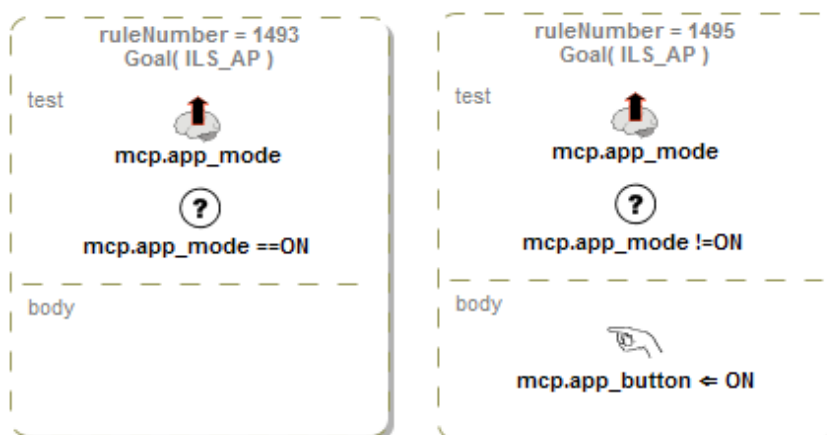 ruleNumber = 1493
Goal( ILS_AP )
test
mcp.app_mode
?
mcp.app_mode ==ON
body
ruleNumber = 1495
Goal( ILS_AP )
test
mcp.app_mode
?
mcp.app_mode !=ON
body
mcp.app_button ⇐ ON